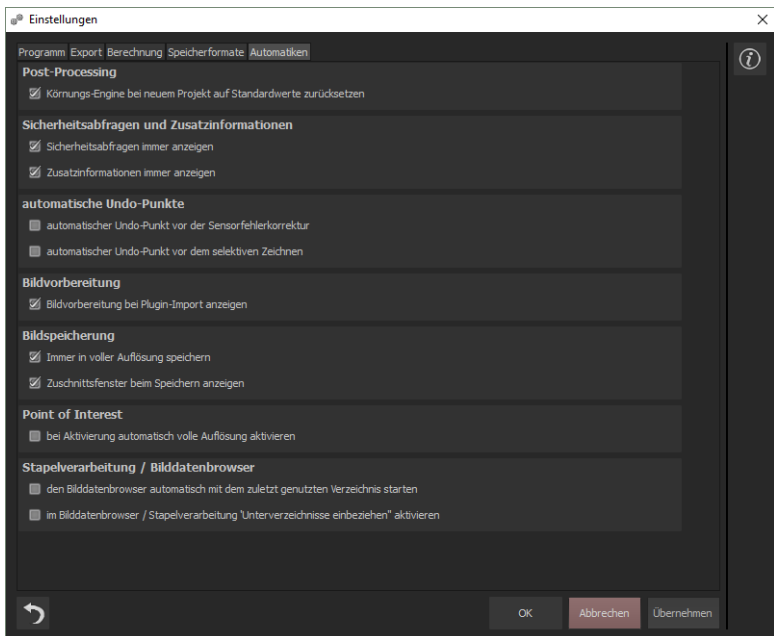 Einstellungen
Programm Export Berechnung Speicherformate Automatiken
Post-Processing
Körnungs-Engine bei neuem Projekt auf Standardwerte zurücksetzen
Sicherheitsabfragen und Zusatzinformationen
Sicherheitsabfragen immer anzeigen
Zusatzinformationen immer anzeigen
automatische Undo-Punkte
automatischer Undo-Punkt vor der Sensorfehlerkorrektur
automatischer Undo-Punkt vor dem selektiven Zeichnen
Bildvorbereitung
Bildvorbereitung bei Plugin-Import anzeigen
Bildspeicherung
Immer in voller Auflösung speichern
Zuschnittsfenster beim Speichern anzeigen
Point of Interest
bei Aktivierung automatisch volle Auflösung aktivieren
Stapelverarbeitung / Bilddatenbrowser
den Bilddatenbrowser automatisch mit dem zuletzt genutzten Verzeichnis starten
im Bilddatenbrowser / Stapelverarbeitung 'Unterverzeichnisse einbeziehen" aktivieren
OK Abbrechen Übernehmen